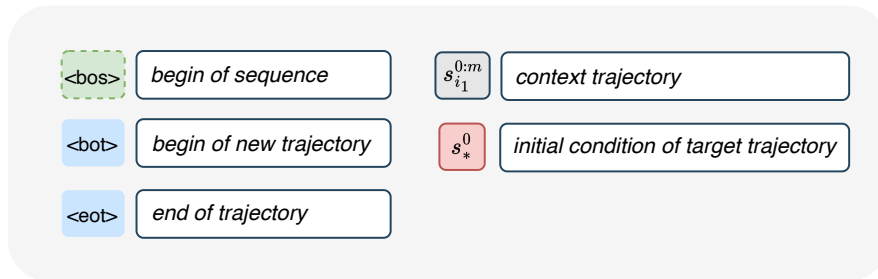 <bos> begin of sequence
$s_{i_1}^{0:m}$ context trajectory
<bot> begin of new trajectory
$s_*^0$ initial condition of target trajectory
<eot> end of trajectory